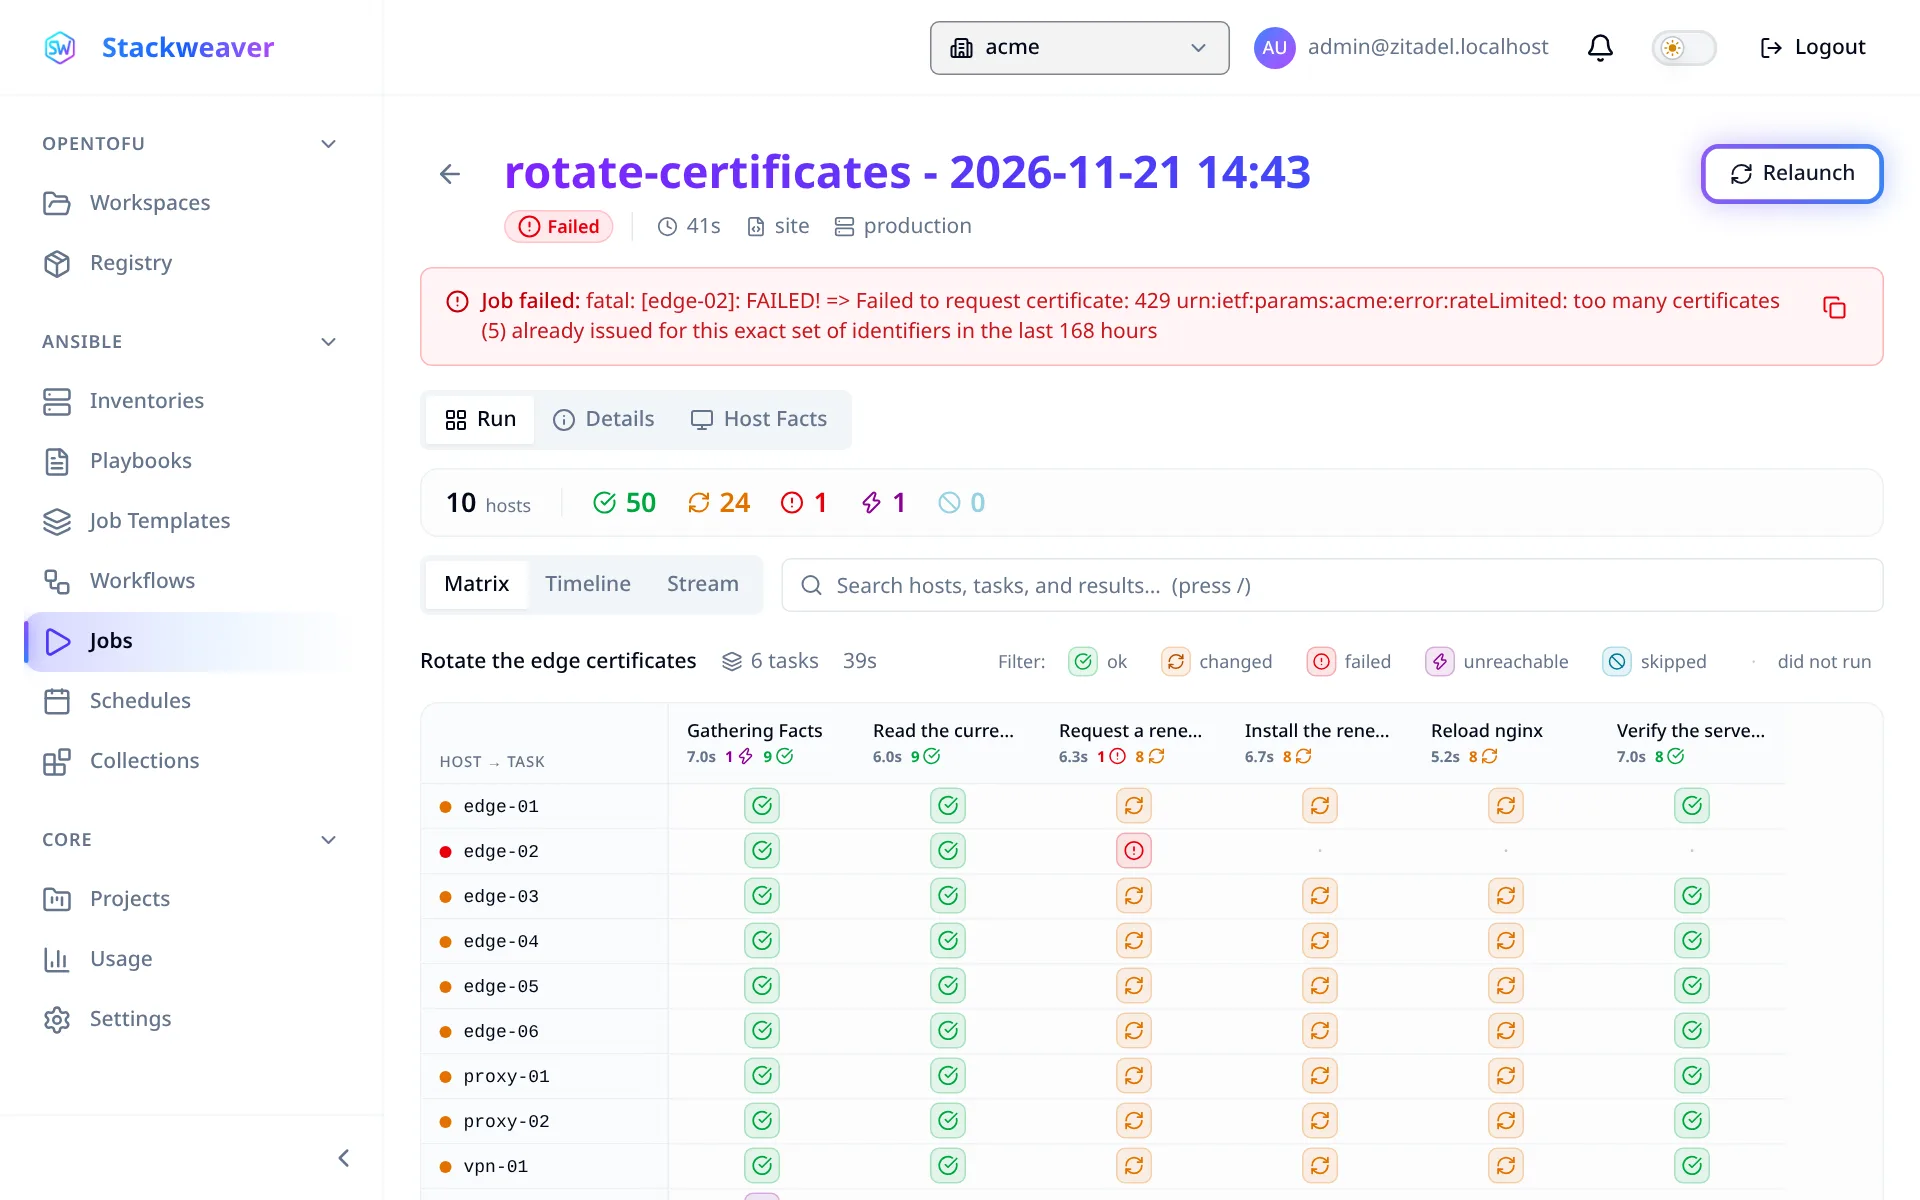 SW Stackweaver
acme
AU admin@zitadel.localhost
Logout
OPENTOFU
Workspaces
Registry
ANSIBLE
Inventories
Playbooks
Job Templates
Workflows
Jobs
Schedules
Collections
CORE
Projects
Usage
Settings
rotate-certificates - 2026-11-21 14:43
Relaunch
Failed 41s site production
Job failed: fatal: [edge-02]: FAILED! => Failed to request certificate: 429 urn:ietf:params:acme:error:rateLimited: too many certificates
(5) already issued for this exact set of identifiers in the last 168 hours
Run Details Host Facts
10 hosts 50 24 1 1 0
Matrix Timeline Stream Search hosts, tasks, and results... (press /)
Rotate the edge certificates 6 tasks 39s Filter: ok changed failed unreachable skipped · did not run
HOST → TASK
Gathering Facts
7.0s 1 9
Read the curre...
6.0s 9
Request a rene...
6.3s 1 8
Install the rene...
6.7s 8
Reload nginx
5.2s 8
Verify the serve...
7.0s 8
edge-01
edge-02 · · ·
edge-03
edge-04
edge-05
edge-06
proxy-01
proxy-02
vpn-01